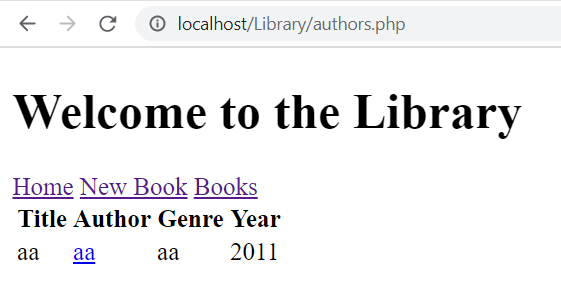 localhost/Library/authors.php
Welcome to the Library
Home New Book Books
Title Author Genre Year
aa aa aa 2011